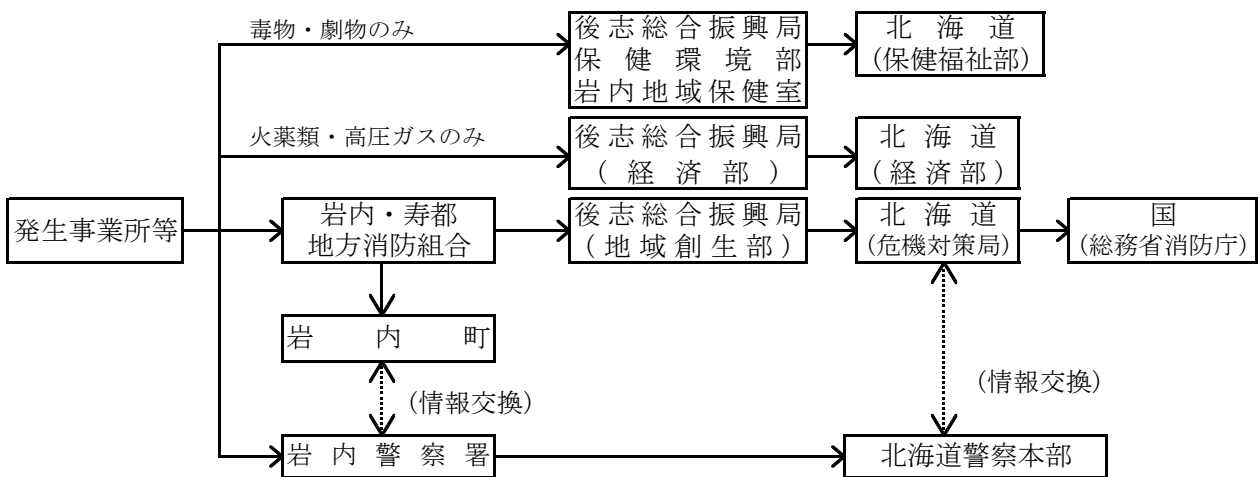 毒物・劇物のみ
後志総合振興局
保健環境部
岩内地域保健室
北海道
(保健福祉部)
火薬類・高圧ガスのみ
後志総合振興局
(経済部)
北海道
(経済部)
発生事業所等
岩内・寿都
地方消防組合
後志総合振興局
(地域創生部)
北海道
(危機対策局)
国
(総務省消防庁)
岩内町
(情報交換)
(情報交換)
岩内警察署
北海道警察本部